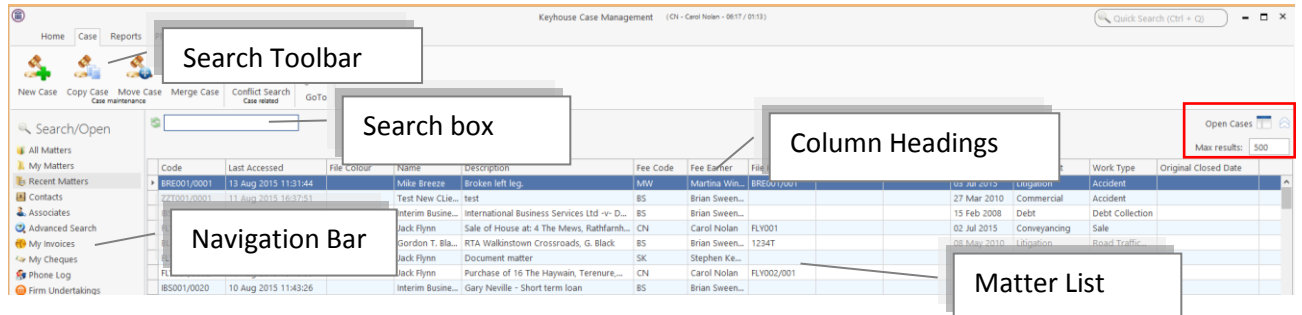 Keyhouse Case Management (CN - Carol Nolan - 0617 / 01:13)
Quick Search (Ctrl + Q)
Home Case Reports
Search Toolbar
New Case Copy Case Move Case Merge Case Conflict Search GoTo
Case maintenance Case related
Search box
Column Headings
Search/Open
Open Cases
Max results: 500
All Matters
My Matters
Recent Matters
Contacts
Associates
Advanced Search
My Invoices
My Cheques
Phone Log
Firm Undertakings
Navigation Bar
Code Last Accessed File Colour Name Description Fee Code Fee Earner File Work Type Original Closed Date
BRE001/0001 13 Aug 2015 11:31:44 Mike Breeze Broken left leg. MW Martina Win... BRE001/001 03 Jul 2015 Litigation Accident
ZZT001/0001 11 Aug 2015 16:37:51 Test New CLie... test BS Brian Sween... 27 Mar 2010 Commercial Accident
Interim Busine... International Business Services Ltd -v- D... BS Brian Sween... 15 Feb 2008 Debt Debt Collection
Jack Flynn Sale of House at: 4 The Mews, Rathfarnh... CN Carol Nolan FLY001 02 Jul 2015 Conveyancing Sale
Gordon T. Bla... RTA Walkinstown Crossroads, G. Black BS Brian Sween... 1234T 08 May 2010 Litigation Road Traffic...
Jack Flynn Document matter SK Stephen Ke...
Jack Flynn Purchase of 16 The Haywain, Terenure,... CN Carol Nolan FLY002/001
IBS001/0020 10 Aug 2015 11:43:26 Interim Busine... Gary Neville - Short term loan BS Brian Sween...
Matter List